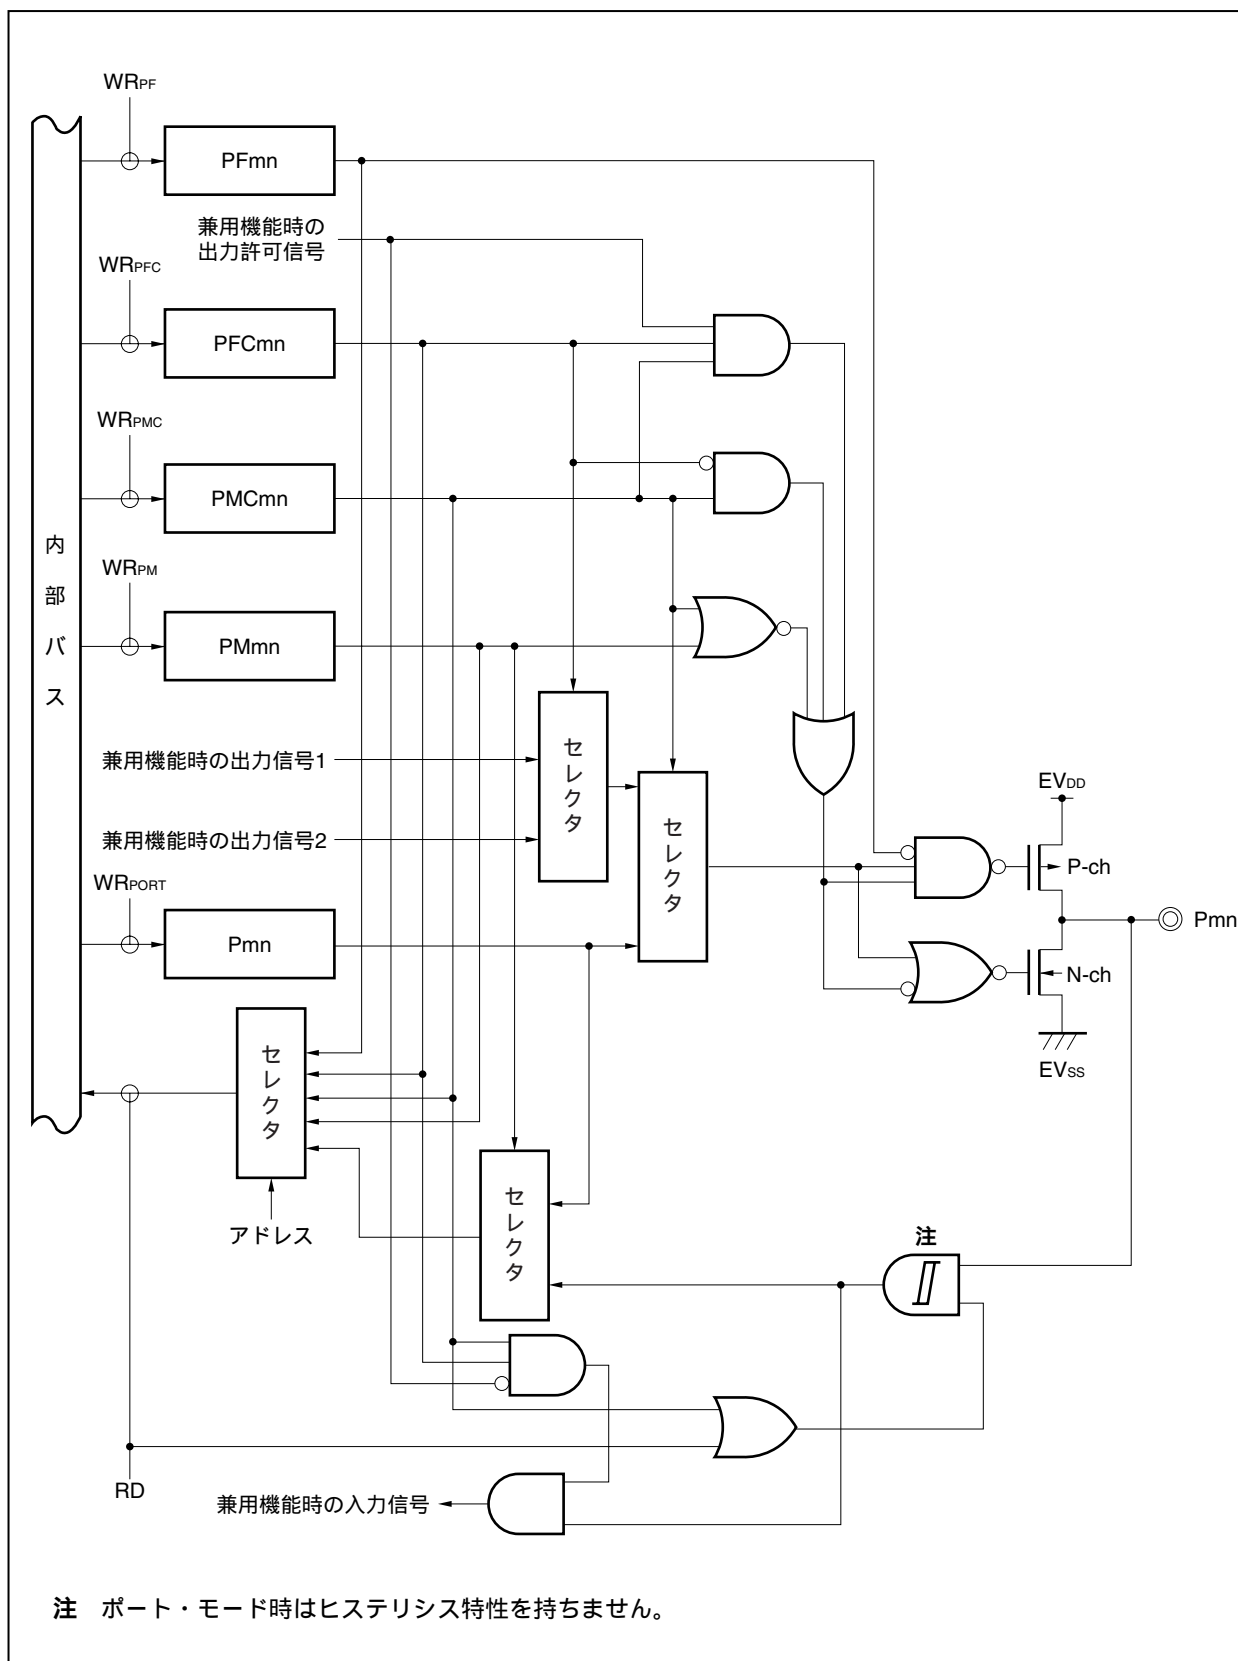 WRPF
PFmn
兼用機能時の
出力許可信号
WRPFC
PFCmn
WRPMC
PMCmn
内部バス
WRPM
PMmn
兼用機能時の出力信号1
セレクタ
兼用機能時の出力信号2
セレクタ
EVDD
P-ch
WRPORT
Pmn
Pmn
N-ch
EVSS
セレクタ
アドレス
セレクタ
注
RD
兼用機能時の入力信号
注 ポート・モード時はヒステリシス特性を持ちません。